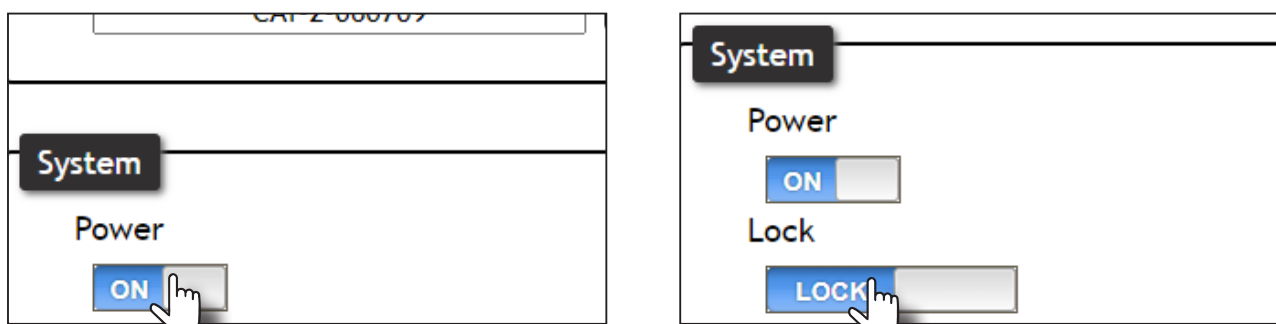 System
Power
ON
System
Power
ON
Lock
LOCK